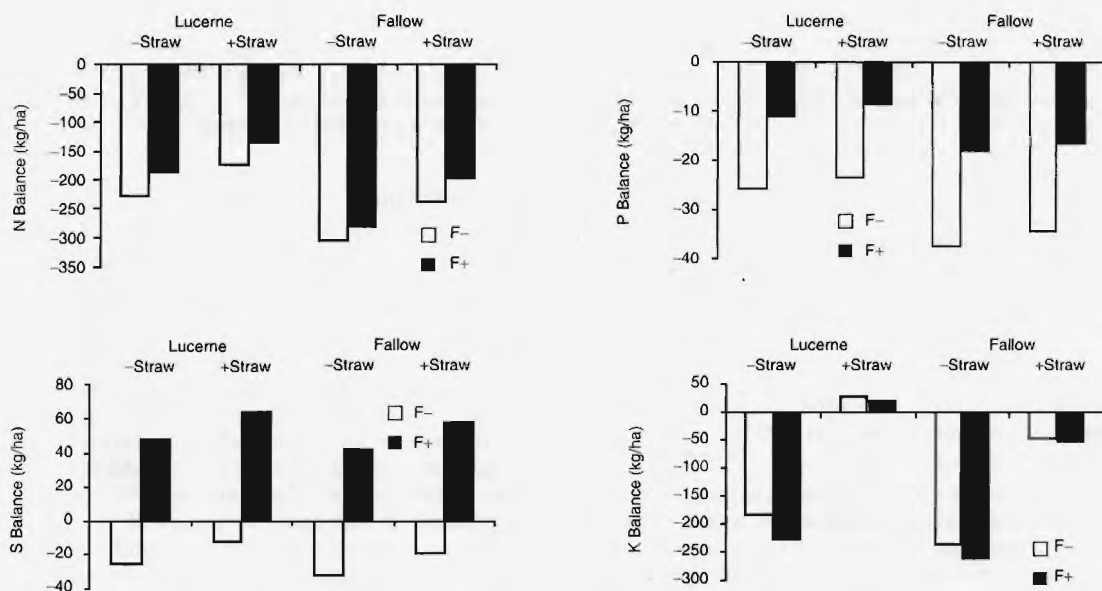 Lucerne Fallow
–Straw +Straw –Straw +Straw
N Balance (kg/ha)
0
–50
–100
–150
–200
–250
–300
–350
F–
F+
Lucerne Fallow
–Straw +Straw –Straw +Straw
P Balance (kg/ha)
0
–10
–20
–30
–40
F–
F+
Lucerne Fallow
–Straw +Straw –Straw +Straw
S Balance (kg/ha)
80
60
40
20
0
–20
–40
F–
F+
Lucerne Fallow
–Straw +Straw –Straw +Straw
K Balance (kg/ha)
50
0
–50
–100
–150
–200
–250
–300
F–
F+